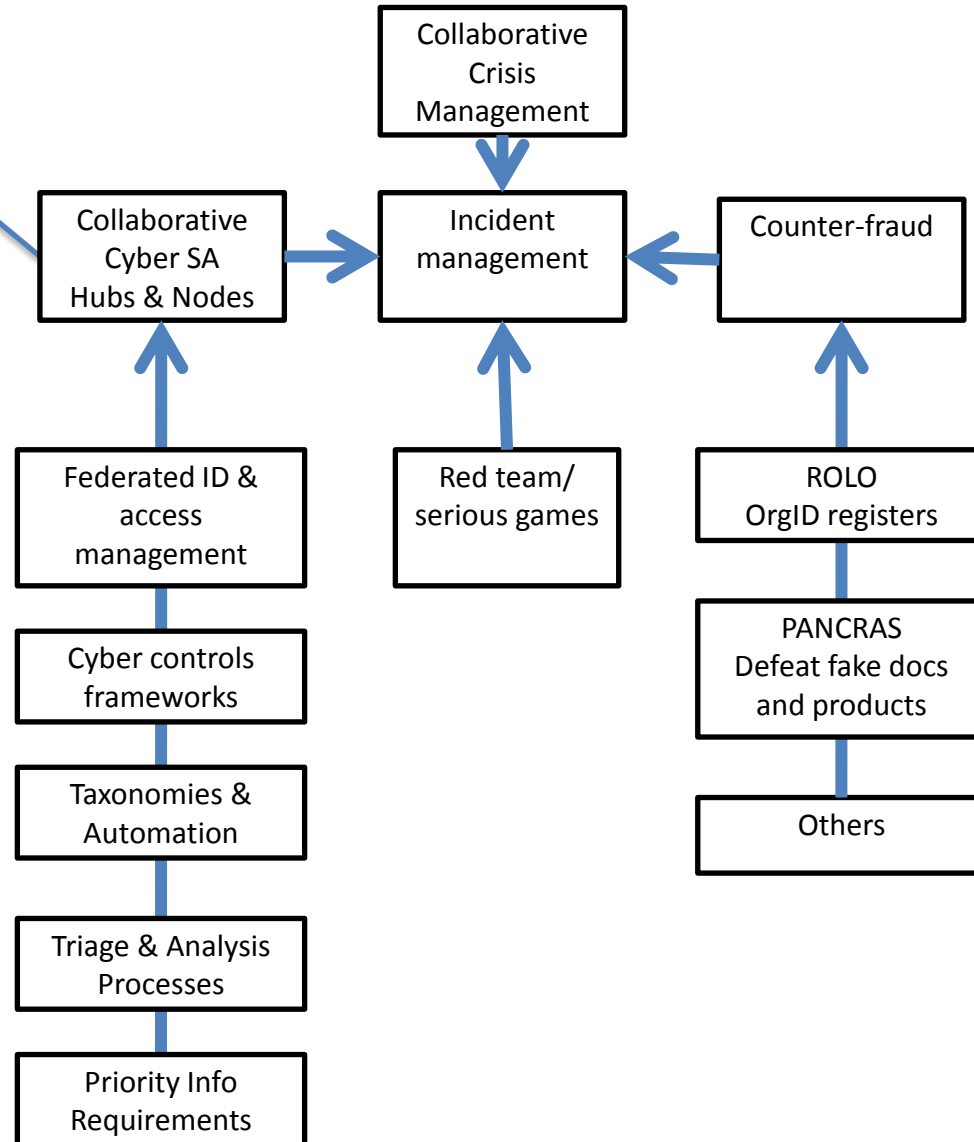 Collaborative
Crisis
Management
Collaborative
Cyber SA
Hubs & Nodes
Incident
management
Counter-fraud
Federated ID &
access
management
Red team/
serious games
ROLO
OrgID registers
Cyber controls
frameworks
PANCRAS
Defeat fake docs
and products
Taxonomies &
Automation
Others
Triage & Analysis
Processes
Priority Info
Requirements